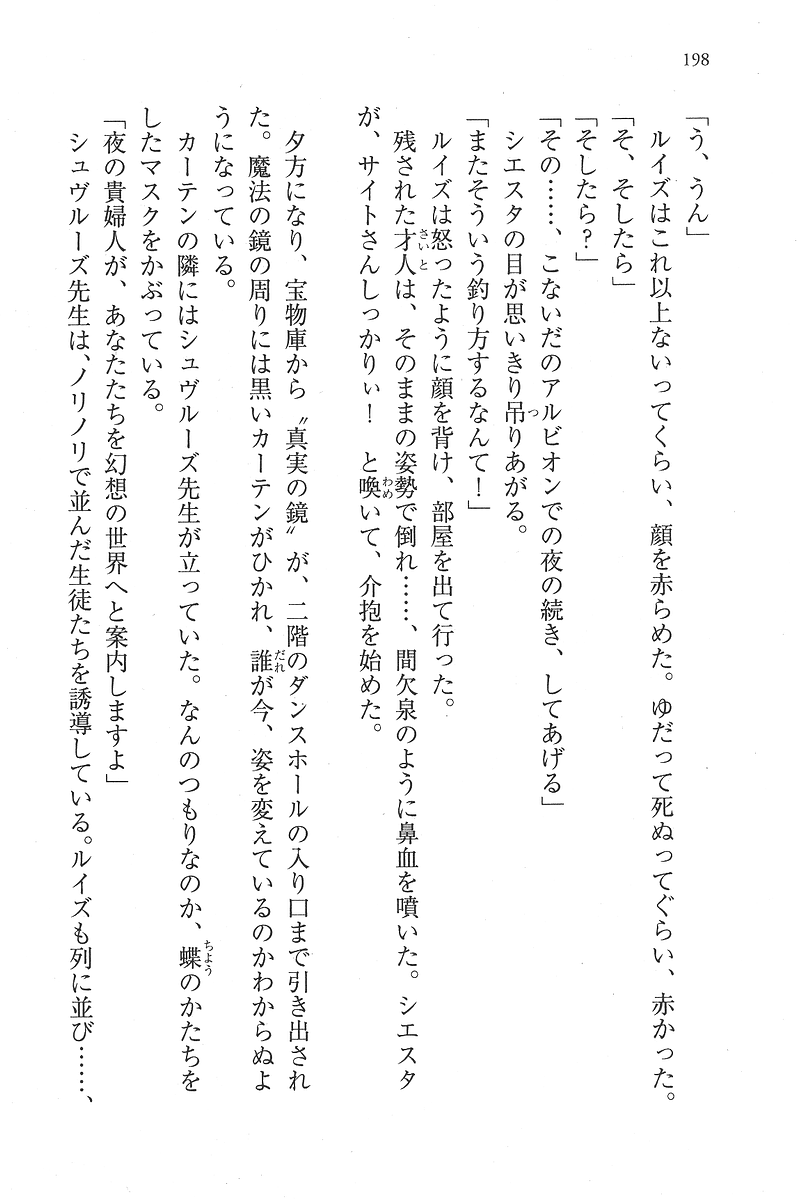 198
「う、うん」
ルイズはこれ以上ないってくらい、顔を赤らめた。ゆだって死ぬってぐらい、赤かった。
「そ、そしたら」
「そしたら？」
「その……、こないだのアルビオンでの夜の続き、してあげる」
シエスタの目が思いきり吊りあがる。
「またそういう釣り方するなんて！」
ルイズは怒ったように顔を背け、部屋を出て行った。
残された才人は、そのままの姿勢で倒れ……、間欠泉のように鼻血を噴いた。シエスタ
が、サイトさんしっかりぃ！　と喚いて、介抱を始めた。
夕方になり、宝物庫から〝真実の鏡〟が、二階のダンスホールの入り口まで引き出され
た。魔法の鏡の周りには黒いカーテンがひかれ、誰が今、姿を変えているのかわからぬよ
うになっている。
カーテンの隣にはシュヴルーズ先生が立っていた。なんのつもりなのか、蝶のかたちを
したマスクをかぶっている。
「夜の貴婦人が、あなたたちを幻想の世界へと案内しますよ」
シュヴルーズ先生は、ノリノリで並んだ生徒たちを誘導している。ルイズも列に並び……、